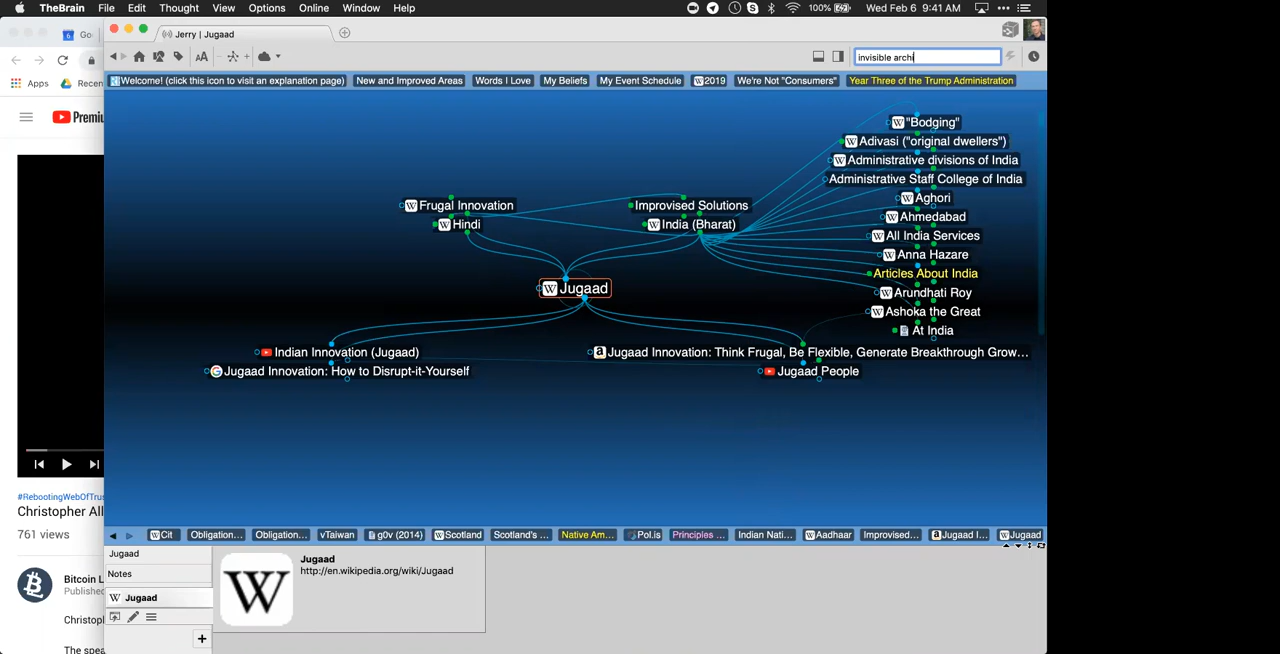 TheBrain File Edit Thought View Options Online Window Help 100% Wed Feb 6 9:41 AM
Jerry | Jugaad
AA invisible archi
Welcome! (click this icon to visit an explanation page) New and Improved Areas Words I Love My Beliefs My Event Schedule 2019 We're Not "Consumers" Year Three of the Trump Administration
Apps Recen
Premiu
"Bodging"
Adivasi ("original dwellers")
Administrative divisions of India
Administrative Staff College of India
Aghori
Ahmedabad
All India Services
Anna Hazare
Articles About India
Arundhati Roy
Ashoka the Great
At India
Frugal Innovation
Hindi
Improvised Solutions
India (Bharat)
Jugaad
Indian Innovation (Jugaad)
Jugaad Innovation: How to Disrupt-it-Yourself
Jugaad Innovation: Think Frugal, Be Flexible, Generate Breakthrough Grow...
Jugaad People
#RebootingWebOfTrus
Christopher All
761 views
Bitcoin L
Published
Christoph
The spea
Cit Obligation... Obligation... vTaiwan g0v (2014) Scotland Scotland's ... Native Am... Pol.is Principles ... Indian Nati... Aadhaar Improvised... Jugaad I... Jugaad
Jugaad
Notes
Jugaad
Jugaad
http://en.wikipedia.org/wiki/Jugaad